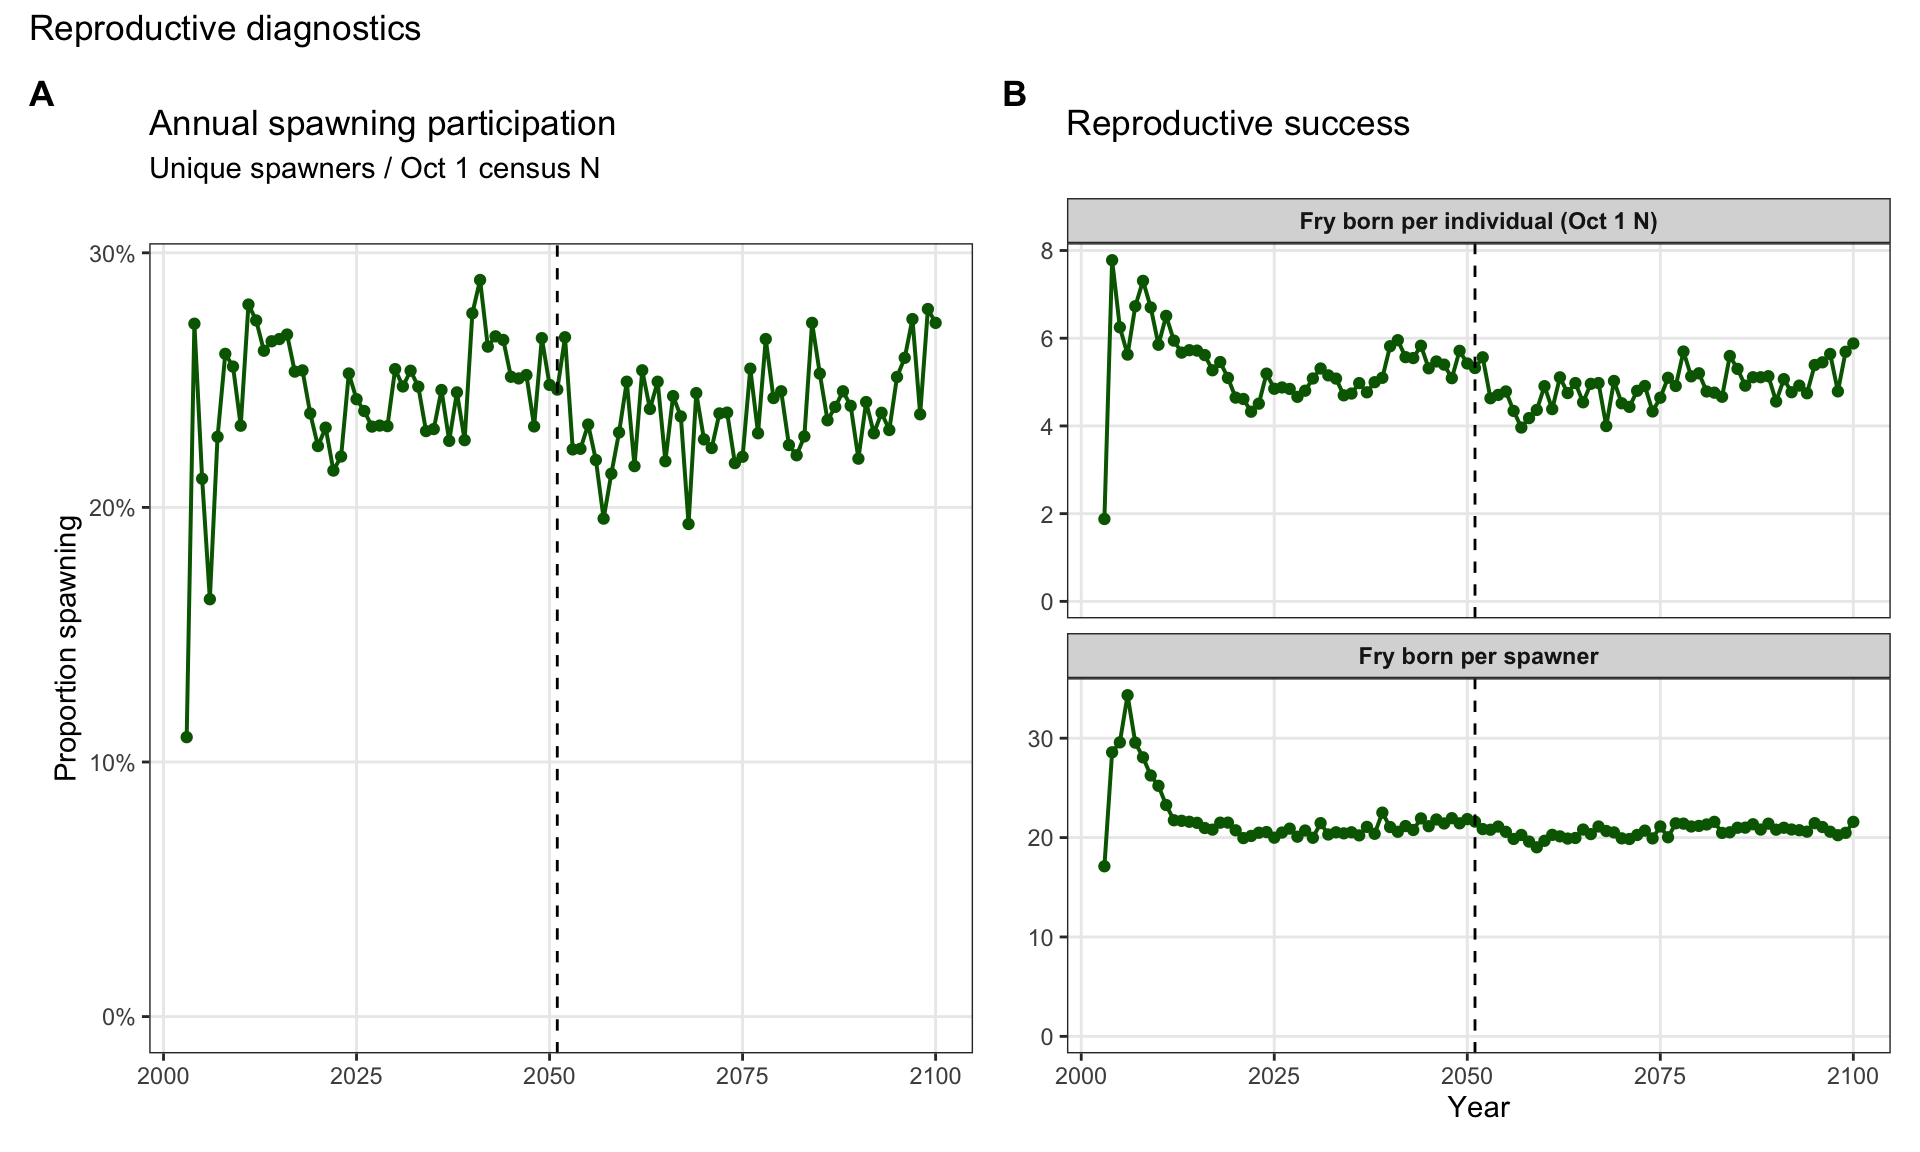 Reproductive diagnostics
A
Annual spawning participation
Unique spawners / Oct 1 census N
Proportion spawning
30%
20%
10%
0%
2000
2025
2050
2075
2100
B
Reproductive success
Fry born per individual (Oct 1 N)
8
6
4
2
0
Fry born per spawner
30
20
10
0
2000
2025
2050
2075
2100
Year